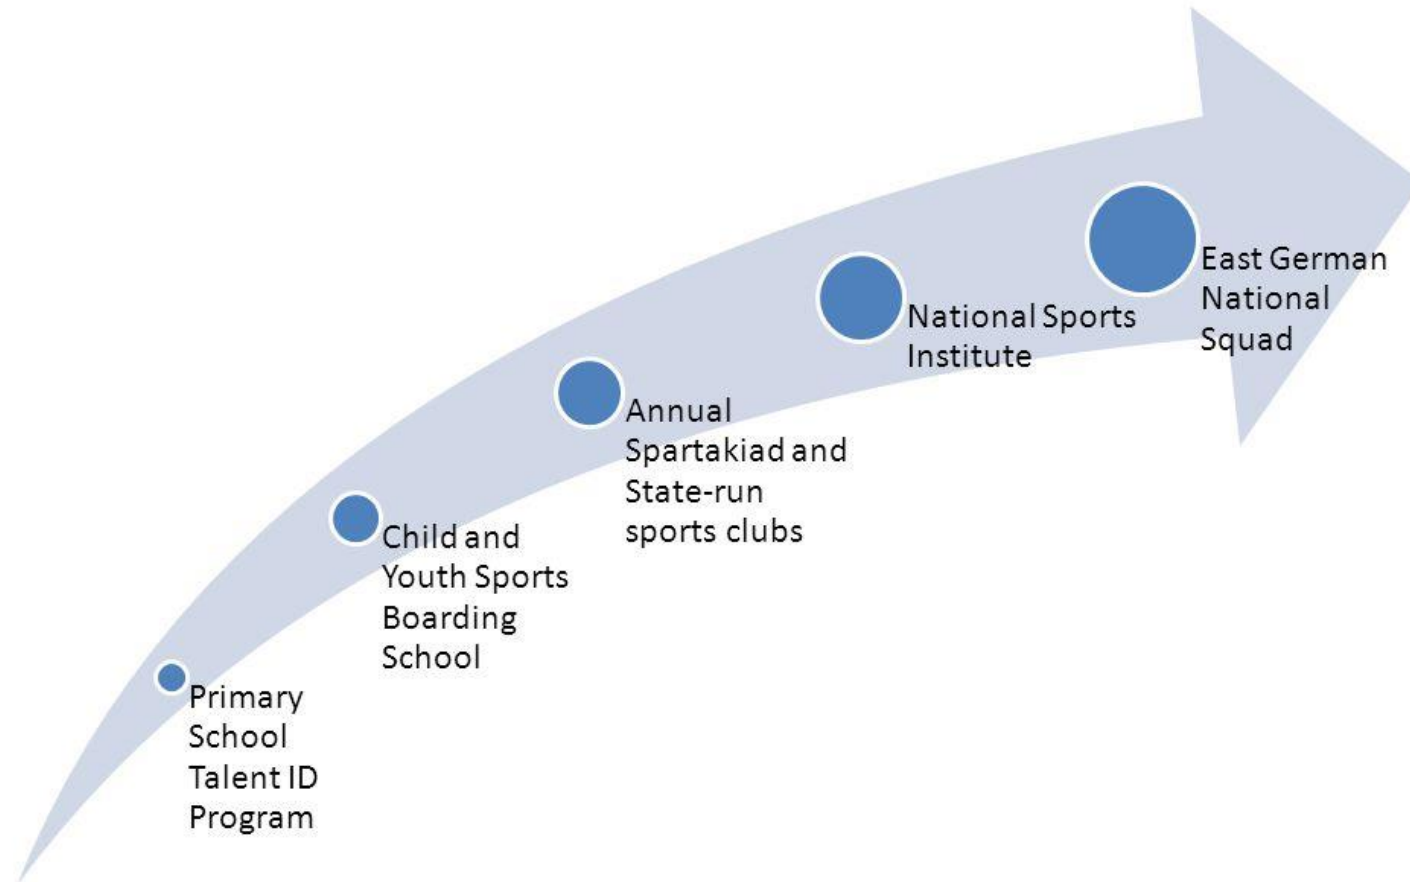 Primary
School
Talent ID
Program
Child and
Youth Sports
Boarding
School
Annual
Spartakiad and
State-run
sports clubs
National Sports
Institute
East German
National
Squad